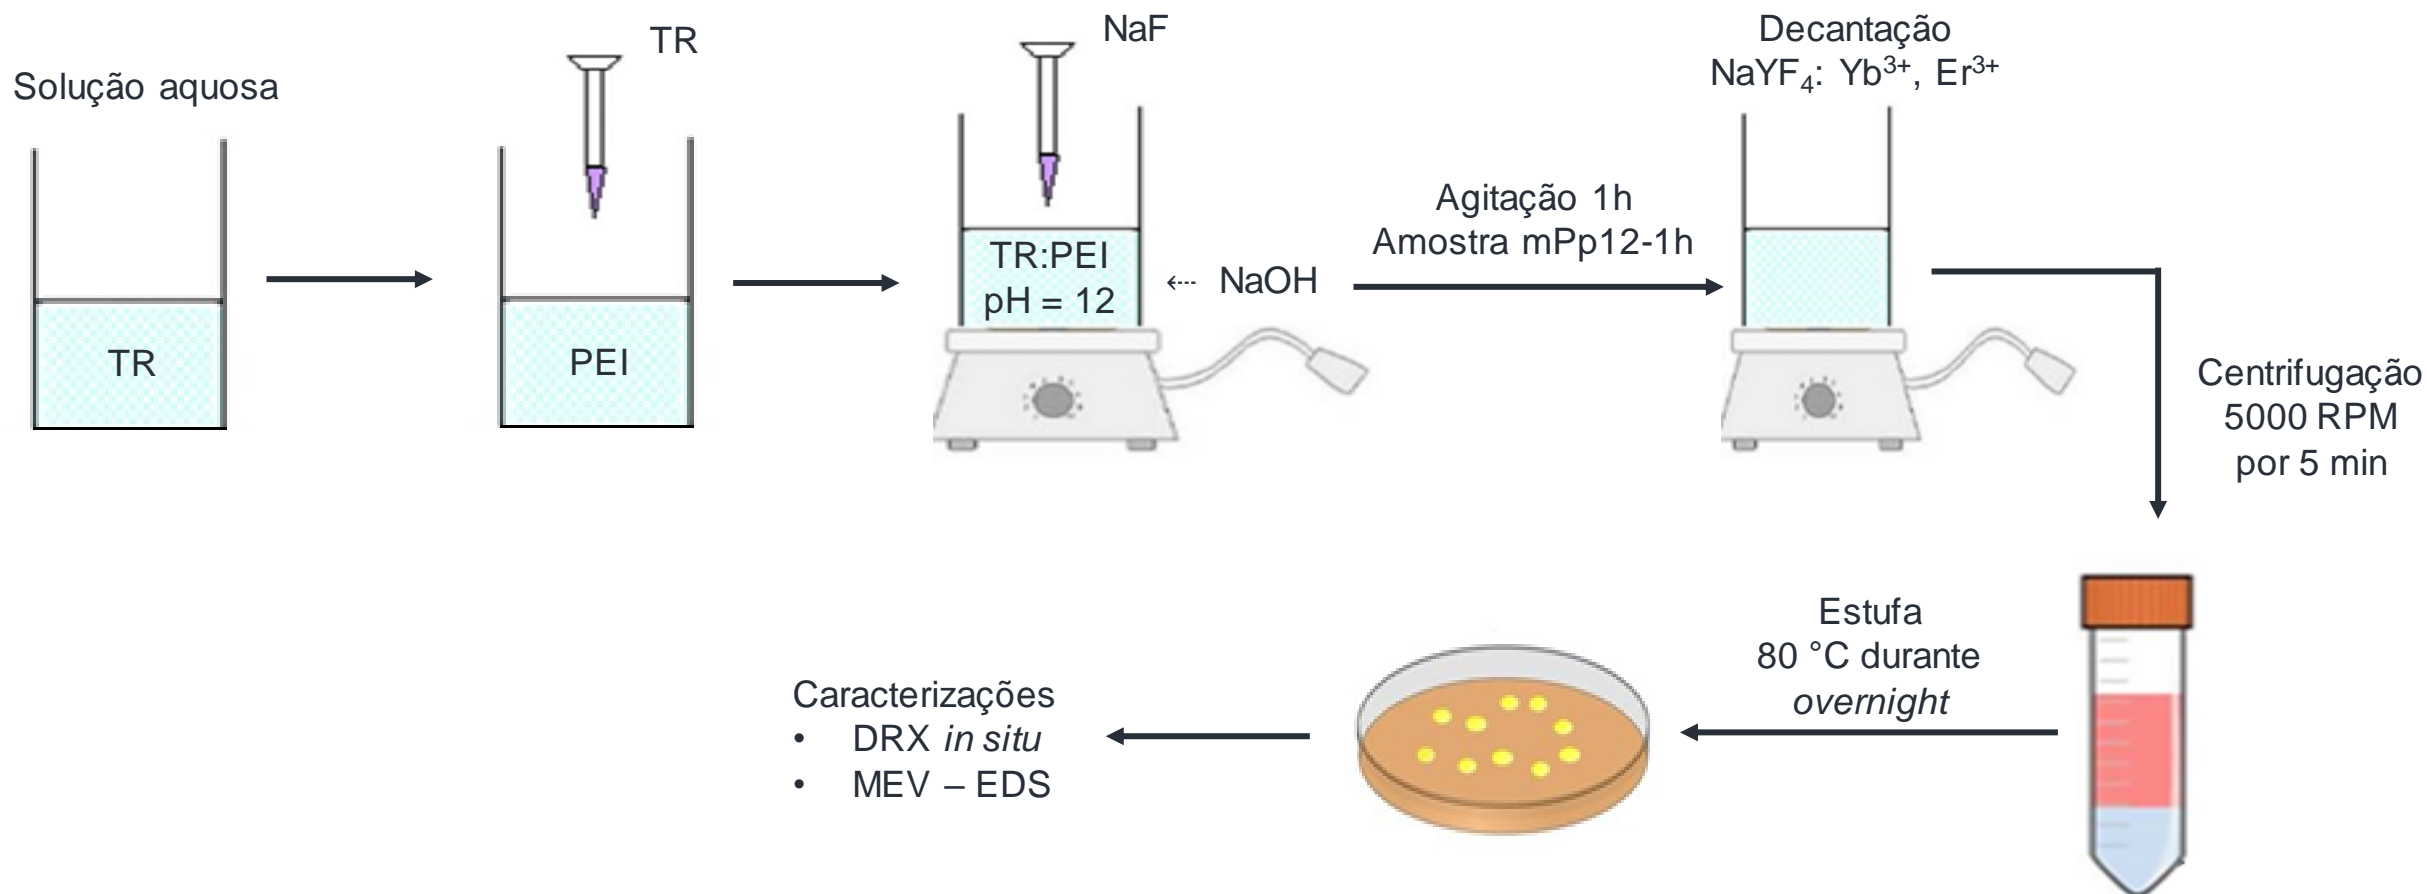 Solução aquosa
TR
TR
PEI
NaF
TR:PEI
pH = 12
⇠ NaOH
Agitação 1h
Amostra mPp12-1h
Decantação
NaYF₄: Yb³⁺, Er³⁺
Centrifugação
5000 RPM
por 5 min
Estufa
80 °C durante
overnight
Caracterizações
• DRX in situ
• MEV – EDS